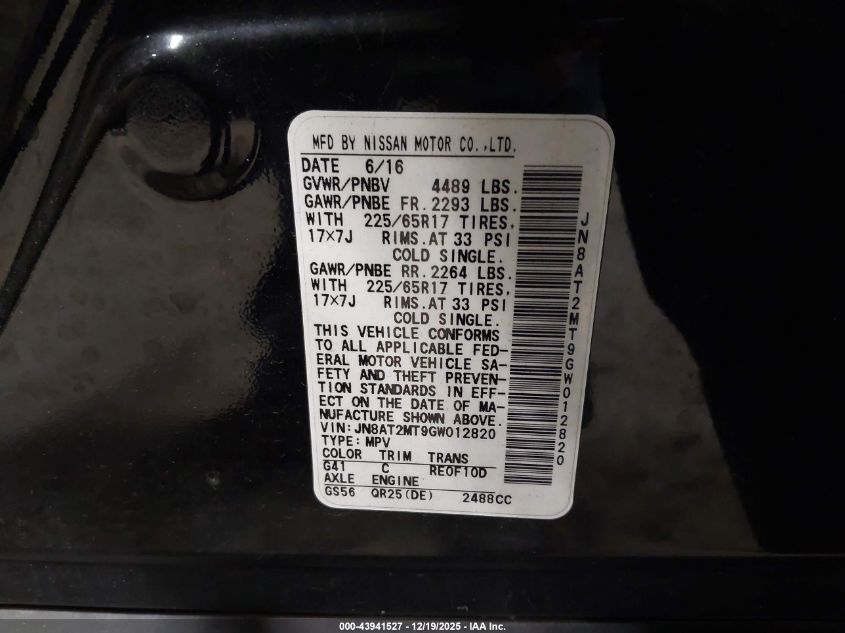 MFD BY NISSAN MOTOR CO.,LTD.
DATE 6/16
GVWR/PNBV 4489 LBS.
GAWR/PNBE FR. 2293 LBS.
WITH 225/65R17 TIRES,
17×7J RIMS.AT 33 PSI
COLD SINGLE.
GAWR/PNBE RR. 2264 LBS.
WITH 225/65R17 TIRES,
17×7J RIMS.AT 33 PSI
COLD SINGLE.
THIS VEHICLE CONFORMS
TO ALL APPLICABLE FED-
ERAL MOTOR VEHICLE SA-
FETY AND THEFT PREVEN-
TION STANDARDS IN EFF-
ECT ON THE DATE OF MA-
NUFACTURE SHOWN ABOVE.
VIN:JN8AT2MT9GW012820
TYPE:MPV
COLOR TRIM TRANS
G41 C RE0F10D
AXLE ENGINE
GS56 QR25(DE) 2488CC
JN8AT2MT9GW012820
000-43941527 | 12/19/2025 - IAA Inc.